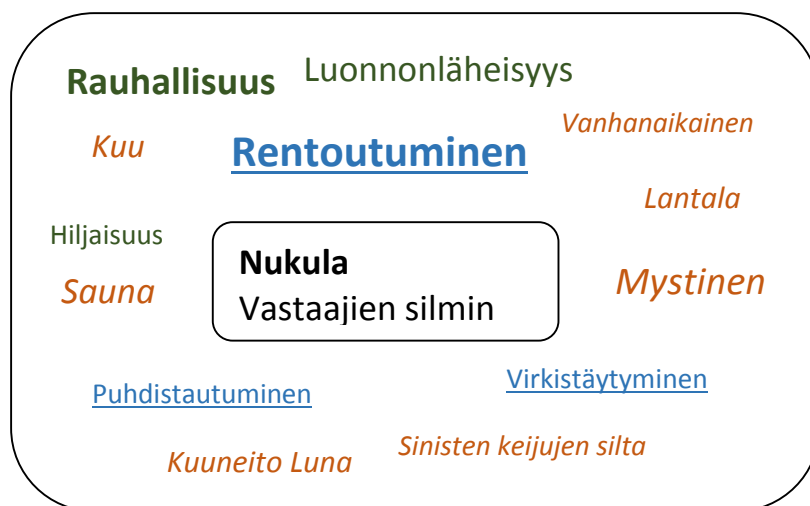 Rauhallisuus
Luonnonläheisyys
Vanhanaikainen
Kuu
Rentoutuminen
Lantala
Hiljaisuus
Nukula
Vastaajien silmin
Sauna
Mystinen
Puhdistautuminen
Virkistäytyminen
Kuuneito Luna
Sinisten keijujen silta